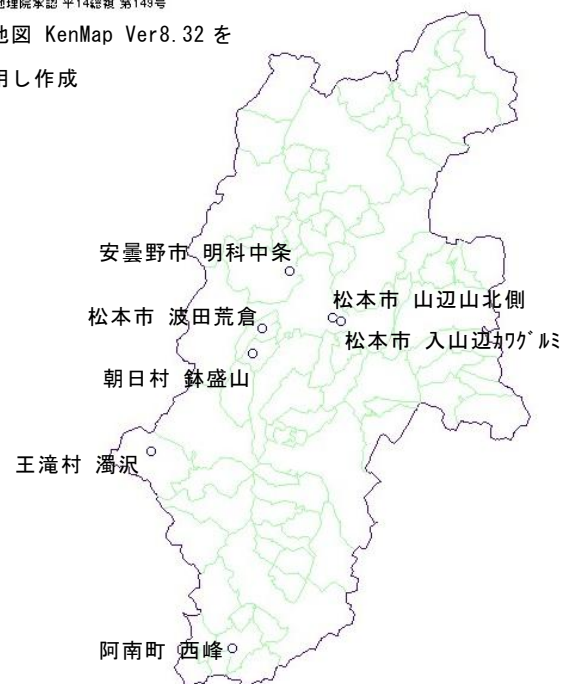 地理院承認 平14総複 第149号
地図 KenMap Ver8.32 を
用し作成
安曇野市 明科中条
松本市 山辺山北側
松本市 波田荒倉
松本市 入山辺ｶﾜｸﾞﾙﾐ
朝日村 鉢盛山
王滝村 濁沢
阿南町 西峰